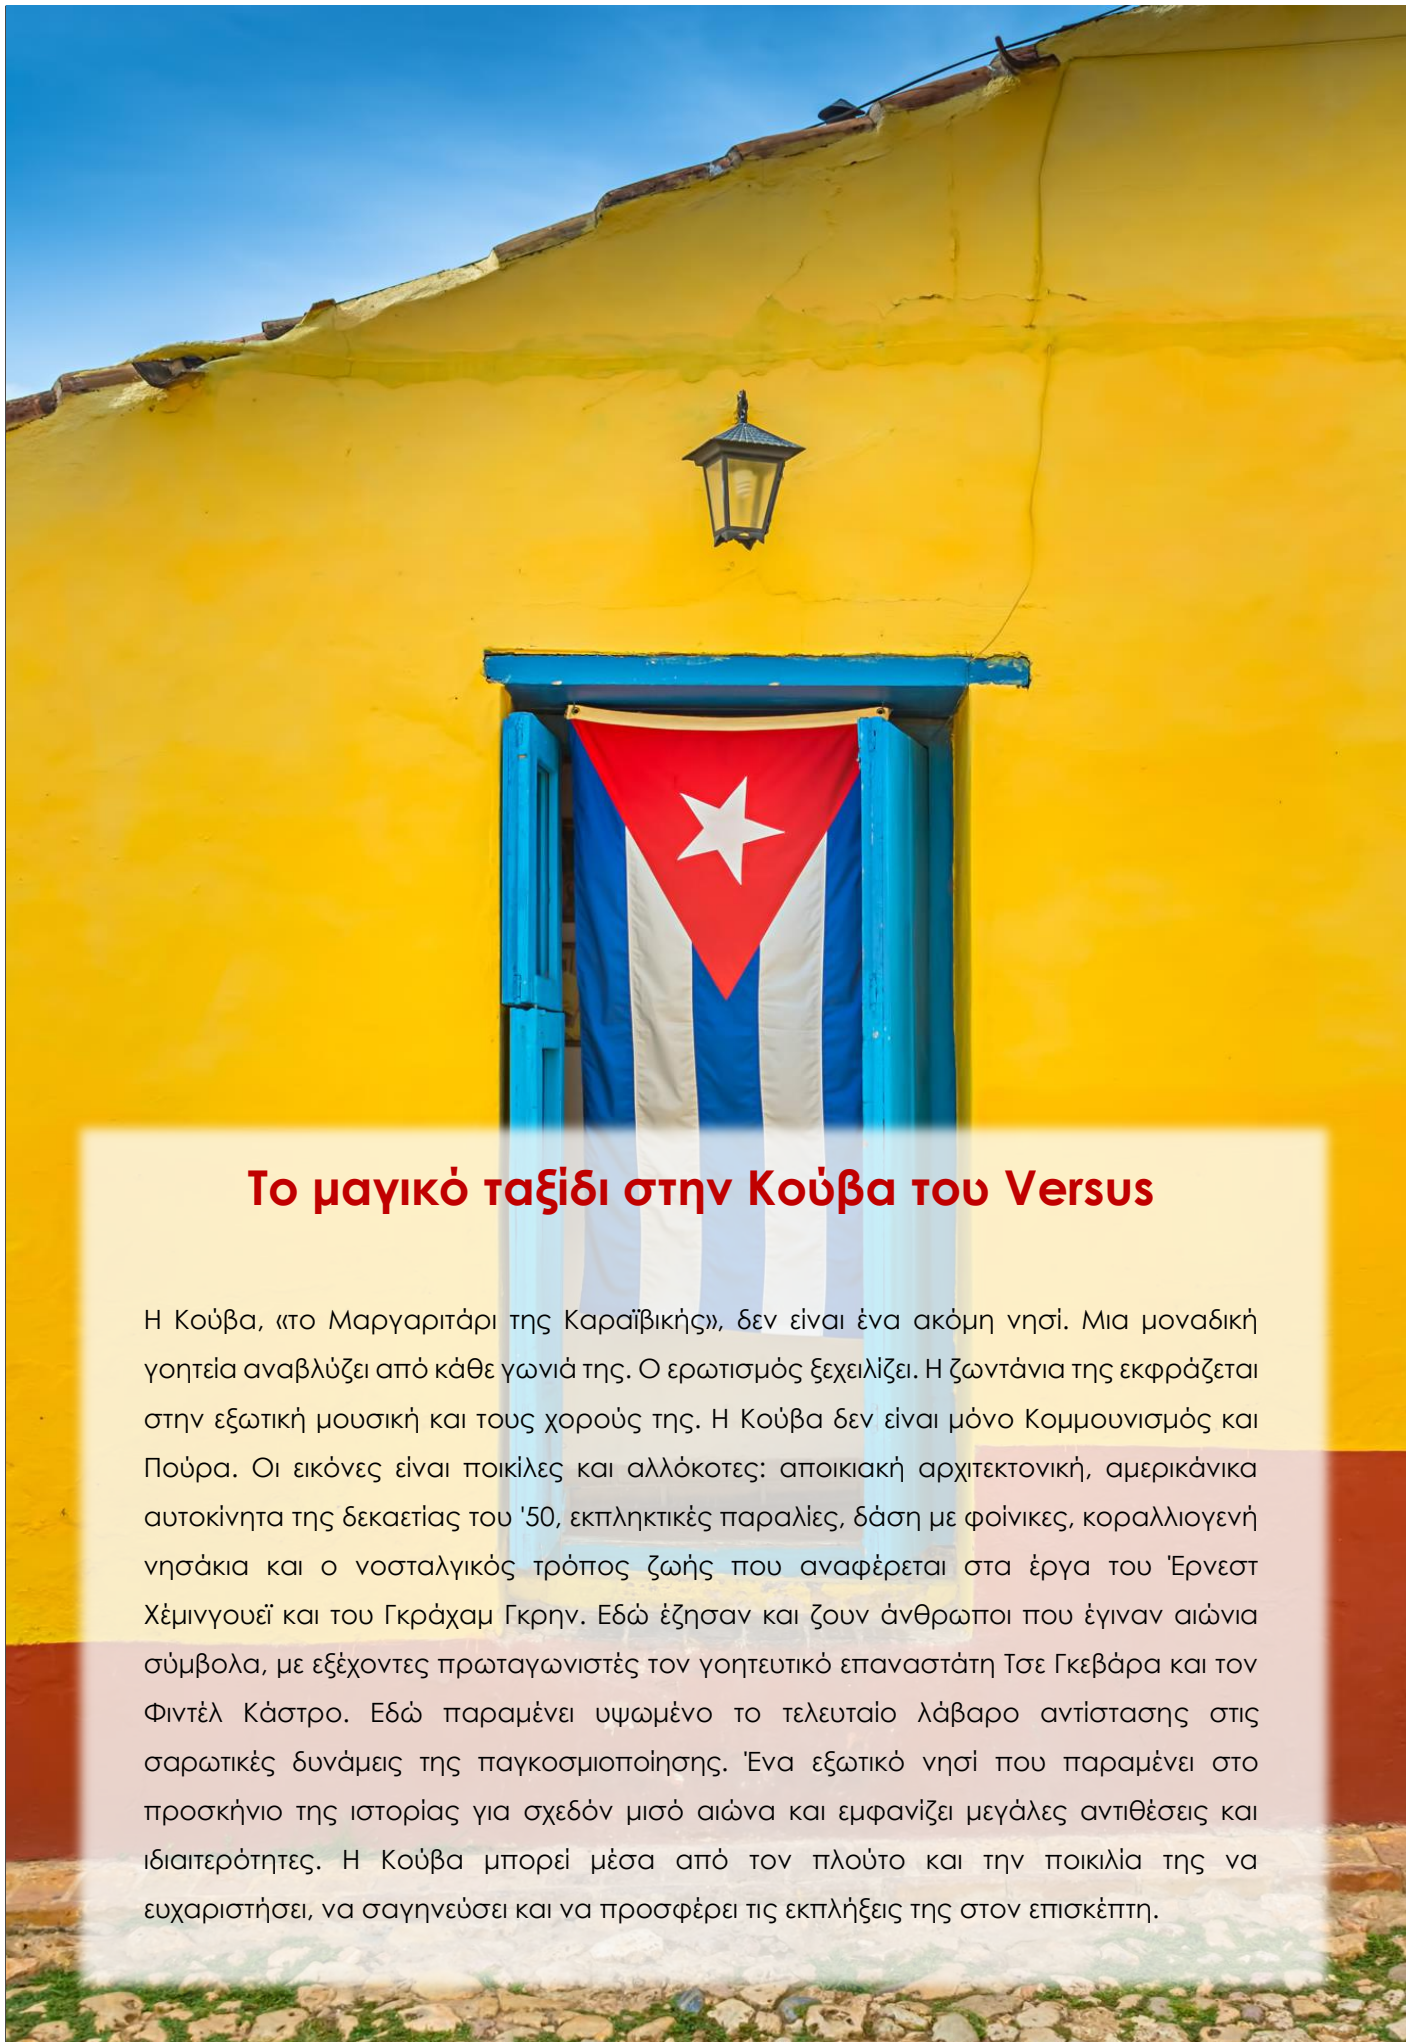 Το μαγικό ταξίδι στην Κούβα του Versus
Η Κούβα, «το Μαργαριτάρι της Καραϊβικής», δεν είναι ένα ακόμη νησί. Μια μοναδική
γοητεία αναβλύζει από κάθε γωνιά της. Ο ερωτισμός ξεχειλίζει. Η ζωντάνια της εκφράζεται
στην εξωτική μουσική και τους χορούς της. Η Κούβα δεν είναι μόνο Κομμουνισμός και
Πούρα. Οι εικόνες είναι ποικίλες και αλλόκοτες: αποικιακή αρχιτεκτονική, αμερικάνικα
αυτοκίνητα της δεκαετίας του '50, εκπληκτικές παραλίες, δάση με φοίνικες, κοραλλιογενή
νησάκια και ο νοσταλγικός τρόπος ζωής που αναφέρεται στα έργα του Έρνεστ
Χέμινγουεϊ και του Γκράχαμ Γκρην. Εδώ έζησαν και ζουν άνθρωποι που έγιναν αιώνια
σύμβολα, με εξέχοντες πρωταγωνιστές τον γοητευτικό επαναστάτη Τσε Γκεβάρα και τον
Φιντέλ Κάστρο. Εδώ παραμένει υψωμένο το τελευταίο λάβαρο αντίστασης στις
σαρωτικές δυνάμεις της παγκοσμιοποίησης. Ένα εξωτικό νησί που παραμένει στο
προσκήνιο της ιστορίας για σχεδόν μισό αιώνα και εμφανίζει μεγάλες αντιθέσεις και
ιδιαιτερότητες. Η Κούβα μπορεί μέσα από τον πλούτο και την ποικιλία της να
ευχαριστήσει, να σαγηνεύσει και να προσφέρει τις εκπλήξεις της στον επισκέπτη.